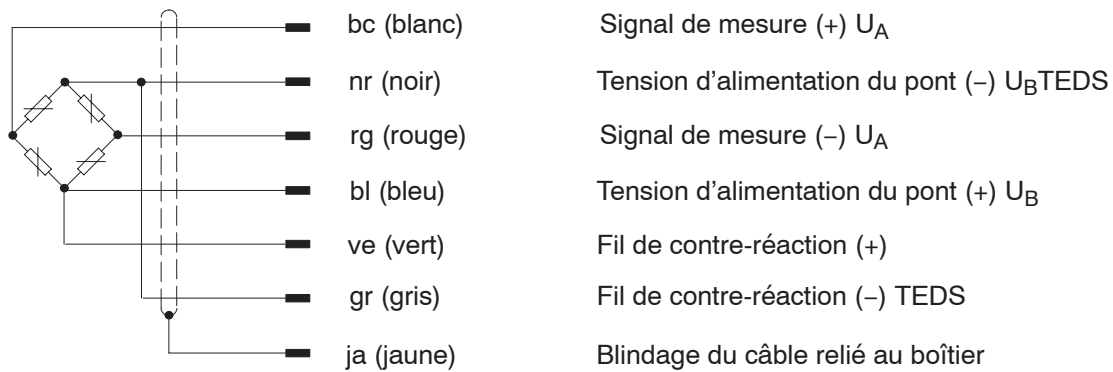 bc (blanc) Signal de mesure (+) UA
nr (noir) Tension d’alimentation du pont (−) UBTEDS
rg (rouge) Signal de mesure (−) UA
bl (bleu) Tension d’alimentation du pont (+) UB
ve (vert) Fil de contre-réaction (+)
gr (gris) Fil de contre-réaction (−) TEDS
ja (jaune) Blindage du câble relié au boîtier